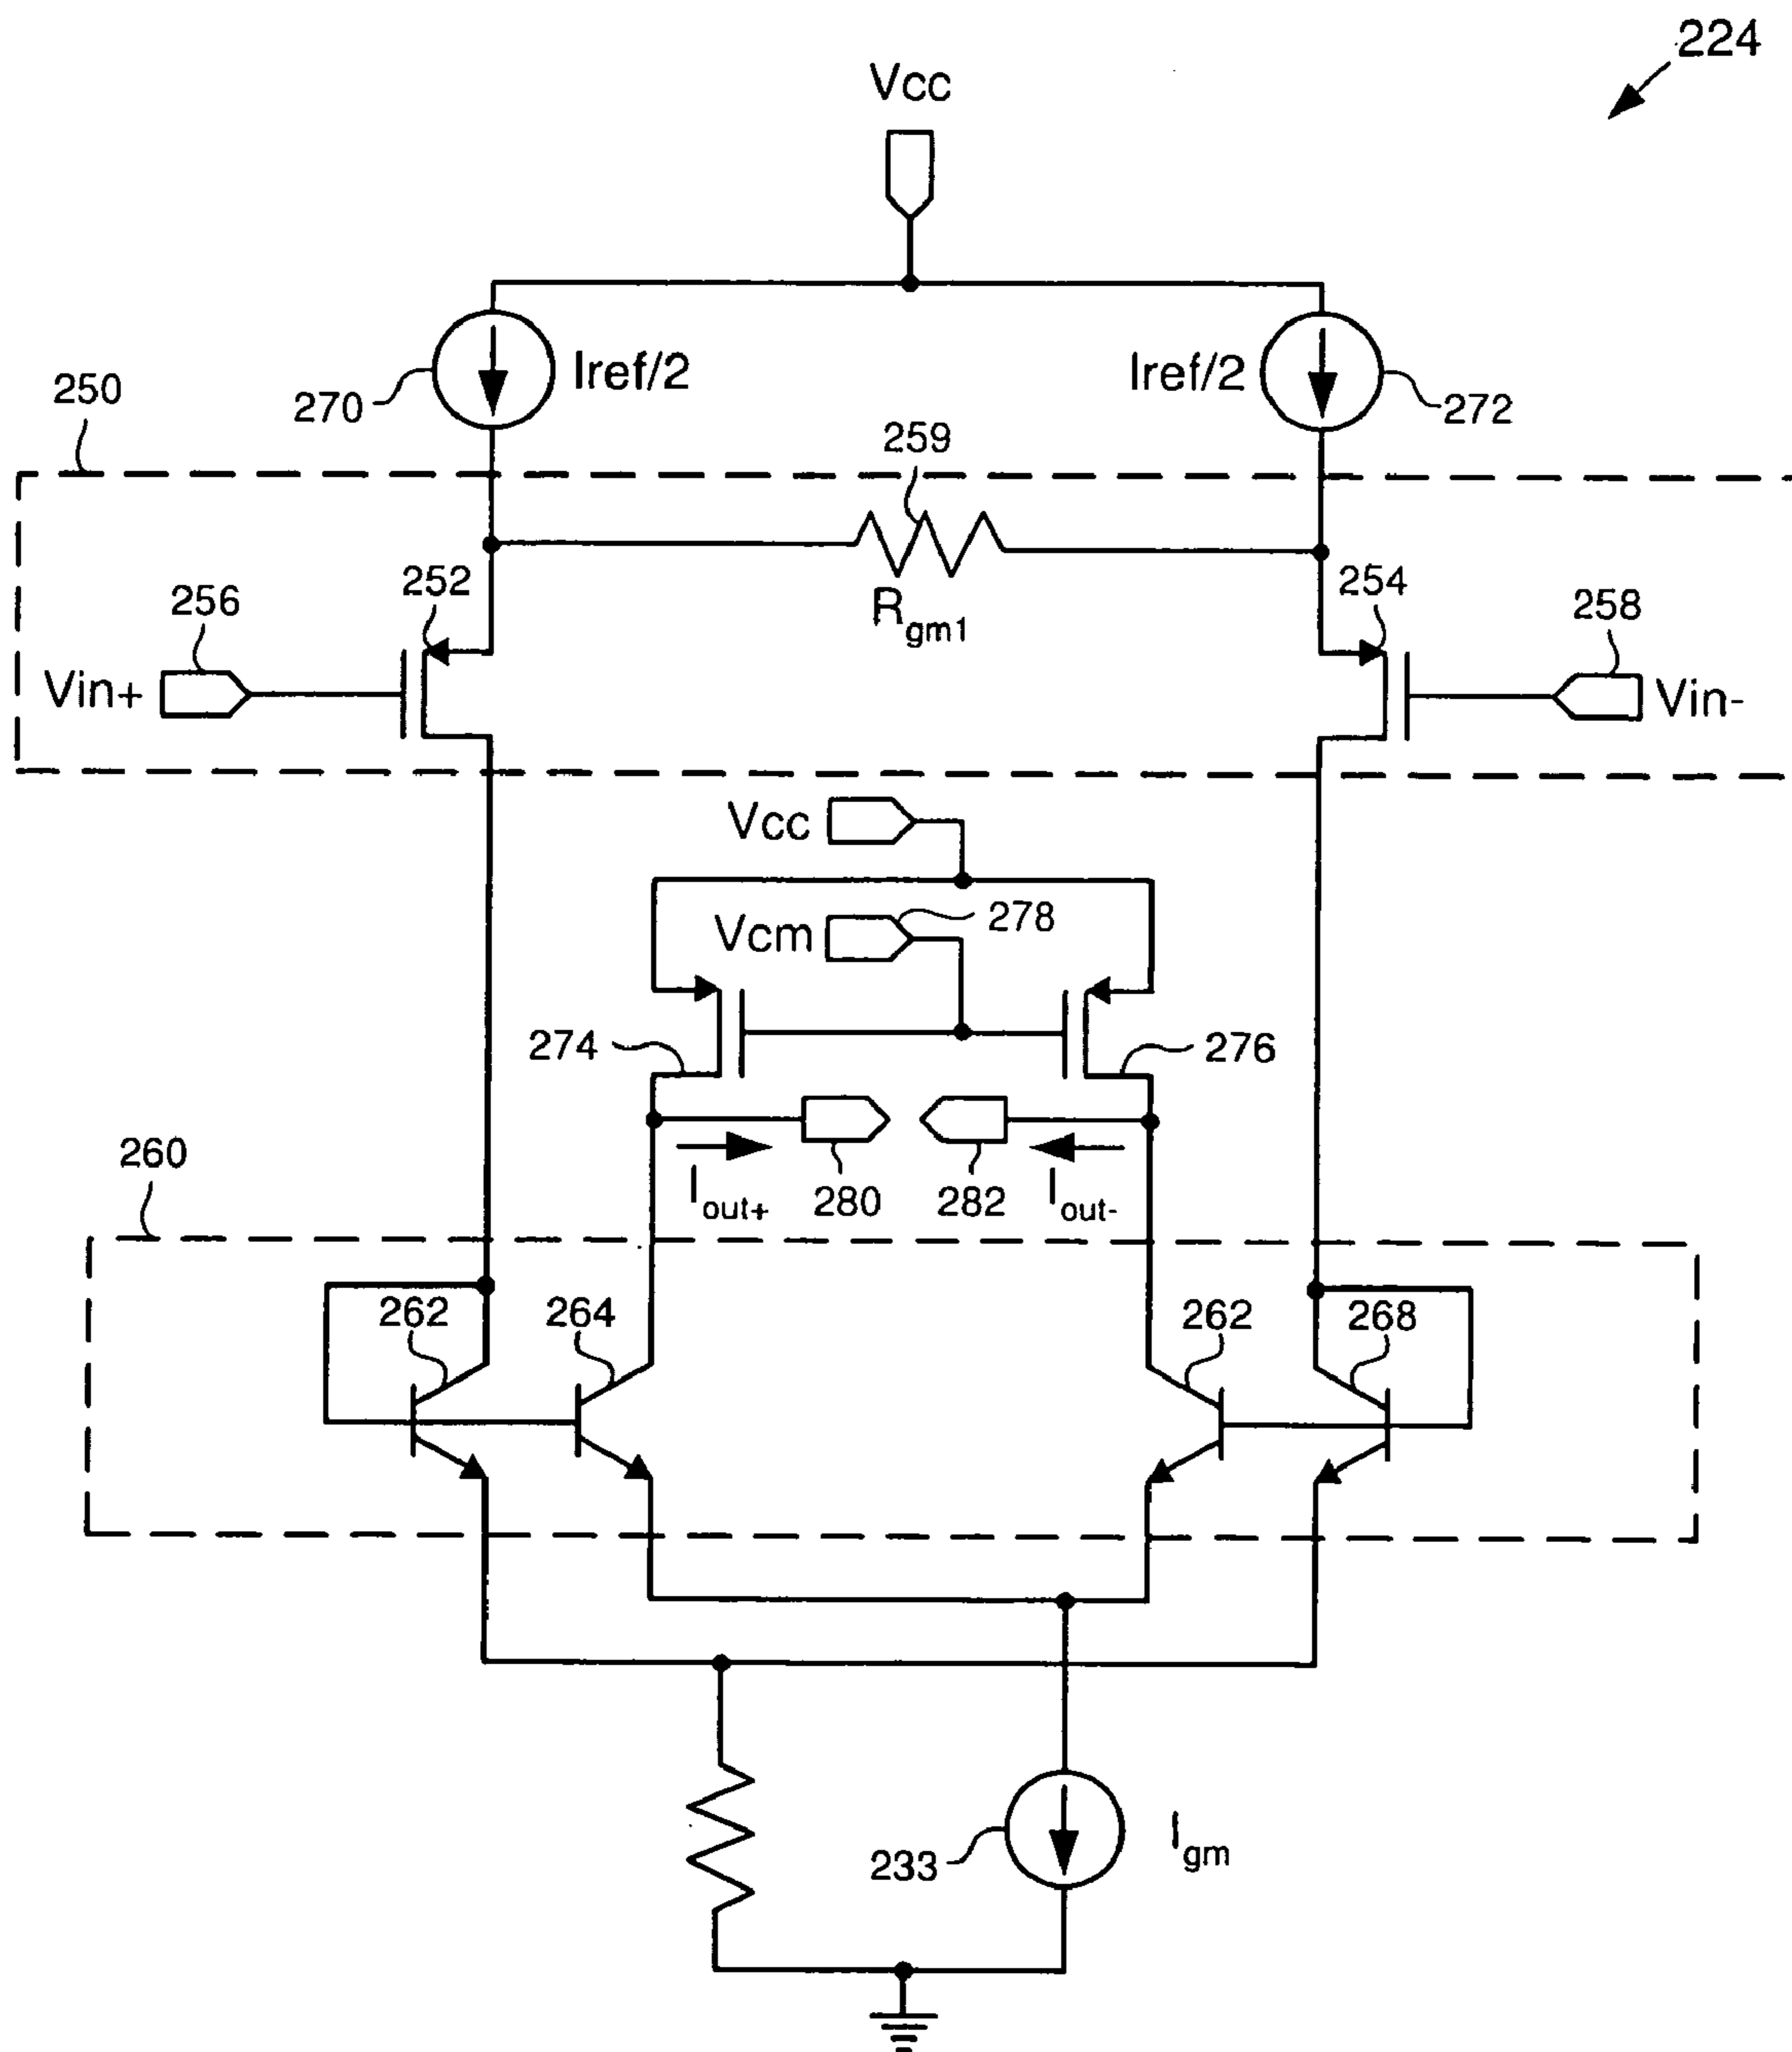 224
Vcc
Iref/2
Iref/2
250
270
272
259
252
254
256
258
Rgm1
Vin+
Vin-
Vcc
278
Vcm
274
276
260
Iout+
280
282
Iout-
262
264
262
268
233
Igm